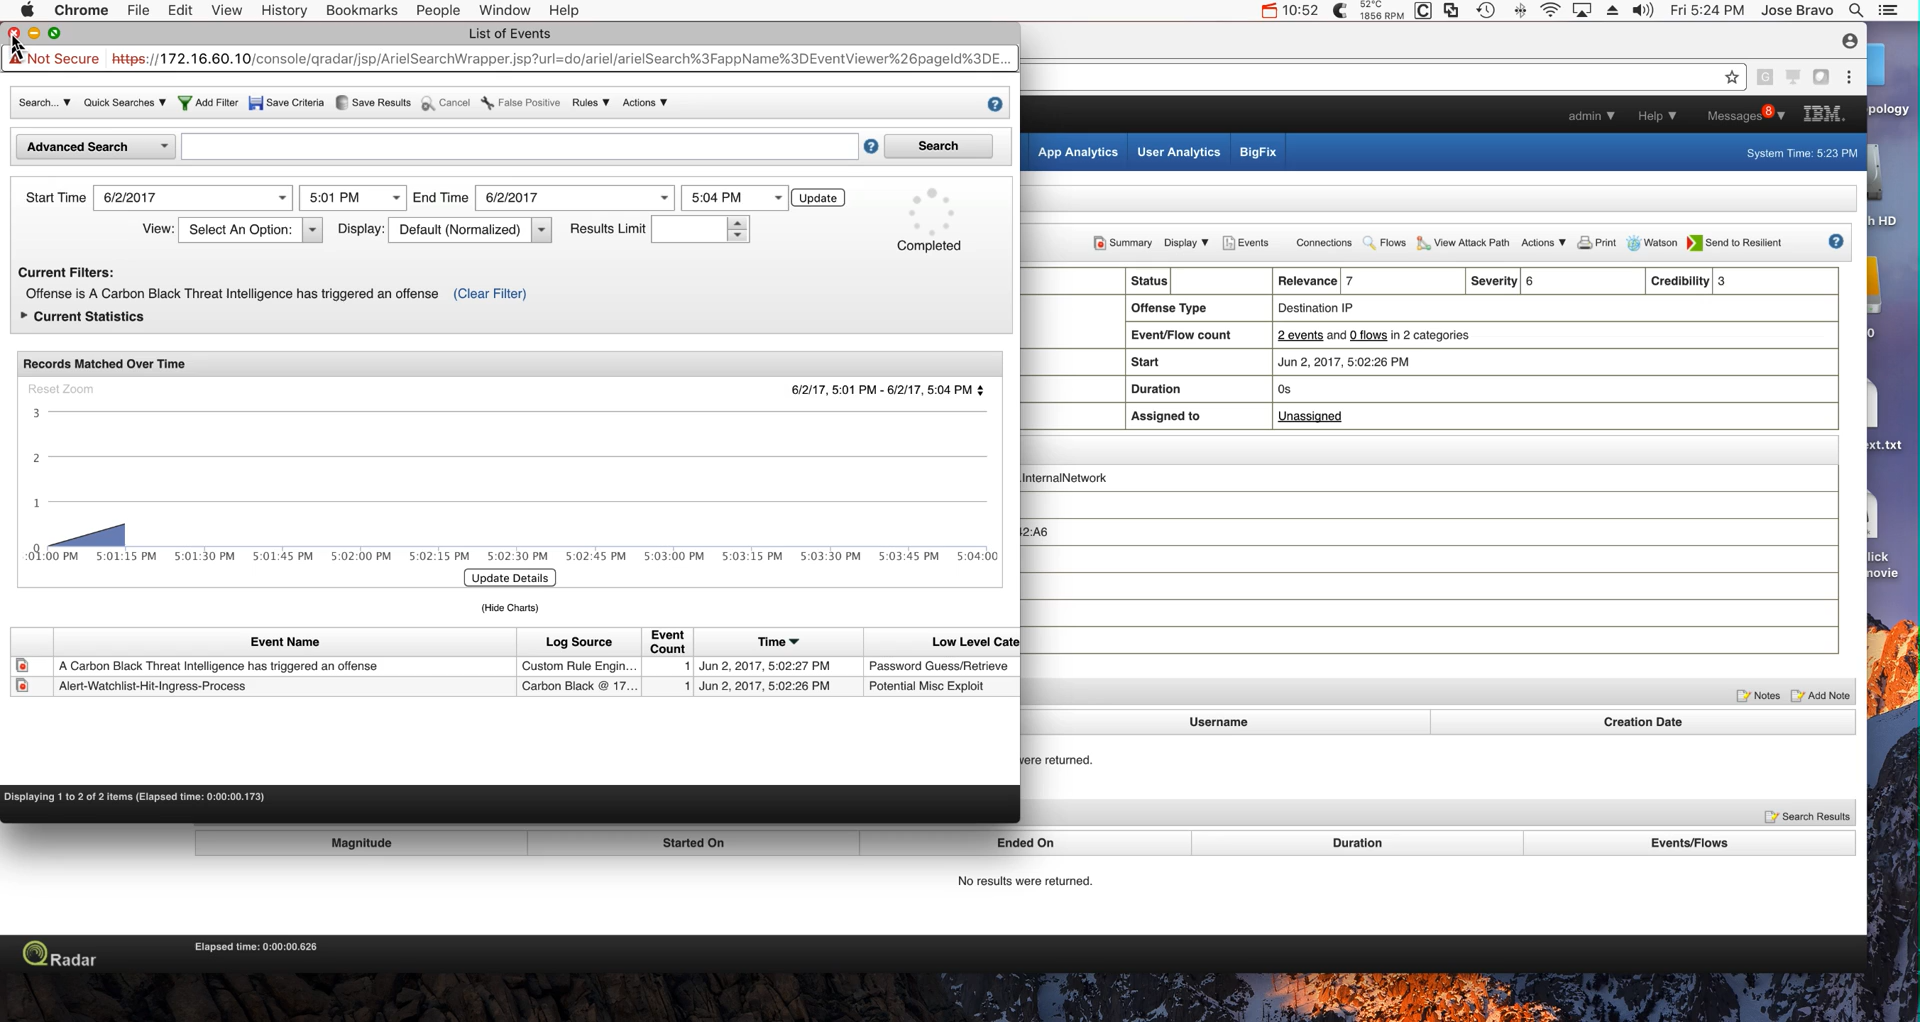 Chrome File Edit View History Bookmarks People Window Help 10:52 52°C 1856 RPM Fri 5:24 PM Jose Bravo
List of Events
Not Secure https://172.16.60.10/console/qradar/jsp/ArielSearchWrapper.jsp?url=do/ariel/arielSearch%3FappName%3DEventViewer%26pageId%3DE...
Search... ▼ Quick Searches ▼ Add Filter Save Criteria Save Results Cancel False Positive Rules ▼ Actions ▼
Advanced Search Search
Start Time 6/2/2017 5:01 PM End Time 6/2/2017 5:04 PM Update
View: Select An Option: Display: Default (Normalized) Results Limit
Completed
Current Filters:
Offense is A Carbon Black Threat Intelligence has triggered an offense (Clear Filter)
Current Statistics
Records Matched Over Time
Reset Zoom 6/2/17, 5:01 PM - 6/2/17, 5:04 PM
3
2
1
0
:01:00 PM 5:01:15 PM 5:01:30 PM 5:01:45 PM 5:02:00 PM 5:02:15 PM 5:02:30 PM 5:02:45 PM 5:03:00 PM 5:03:15 PM 5:03:30 PM 5:03:45 PM 5:04:00
Update Details
(Hide Charts)
Event Name Log Source Event Count Time ▼ Low Level Cate
A Carbon Black Threat Intelligence has triggered an offense Custom Rule Engin... 1 Jun 2, 2017, 5:02:27 PM Password Guess/Retrieve
Alert-Watchlist-Hit-Ingress-Process Carbon Black @ 17... 1 Jun 2, 2017, 5:02:26 PM Potential Misc Exploit
Displaying 1 to 2 of 2 items (Elapsed time: 0:00:00.173)
admin ▼ Help ▼ Messages 8 ▼ IBM.
App Analytics User Analytics BigFix System Time: 5:23 PM
Summary Display ▼ Events Connections Flows View Attack Path Actions ▼ Print Watson Send to Resilient
Status Relevance 7 Severity 6 Credibility 3
Offense Type Destination IP
Event/Flow count 2 events and 0 flows in 2 categories
Start Jun 2, 2017, 5:02:26 PM
Duration 0s
Assigned to Unassigned
.InternalNetwork
42:A6
Notes Add Note
Username Creation Date
were returned.
Search Results
Magnitude Started On Ended On Duration Events/Flows
No results were returned.
QRadar
Elapsed time: 0:00:00.626
pology
h HD
0
ext.txt
lick
movie